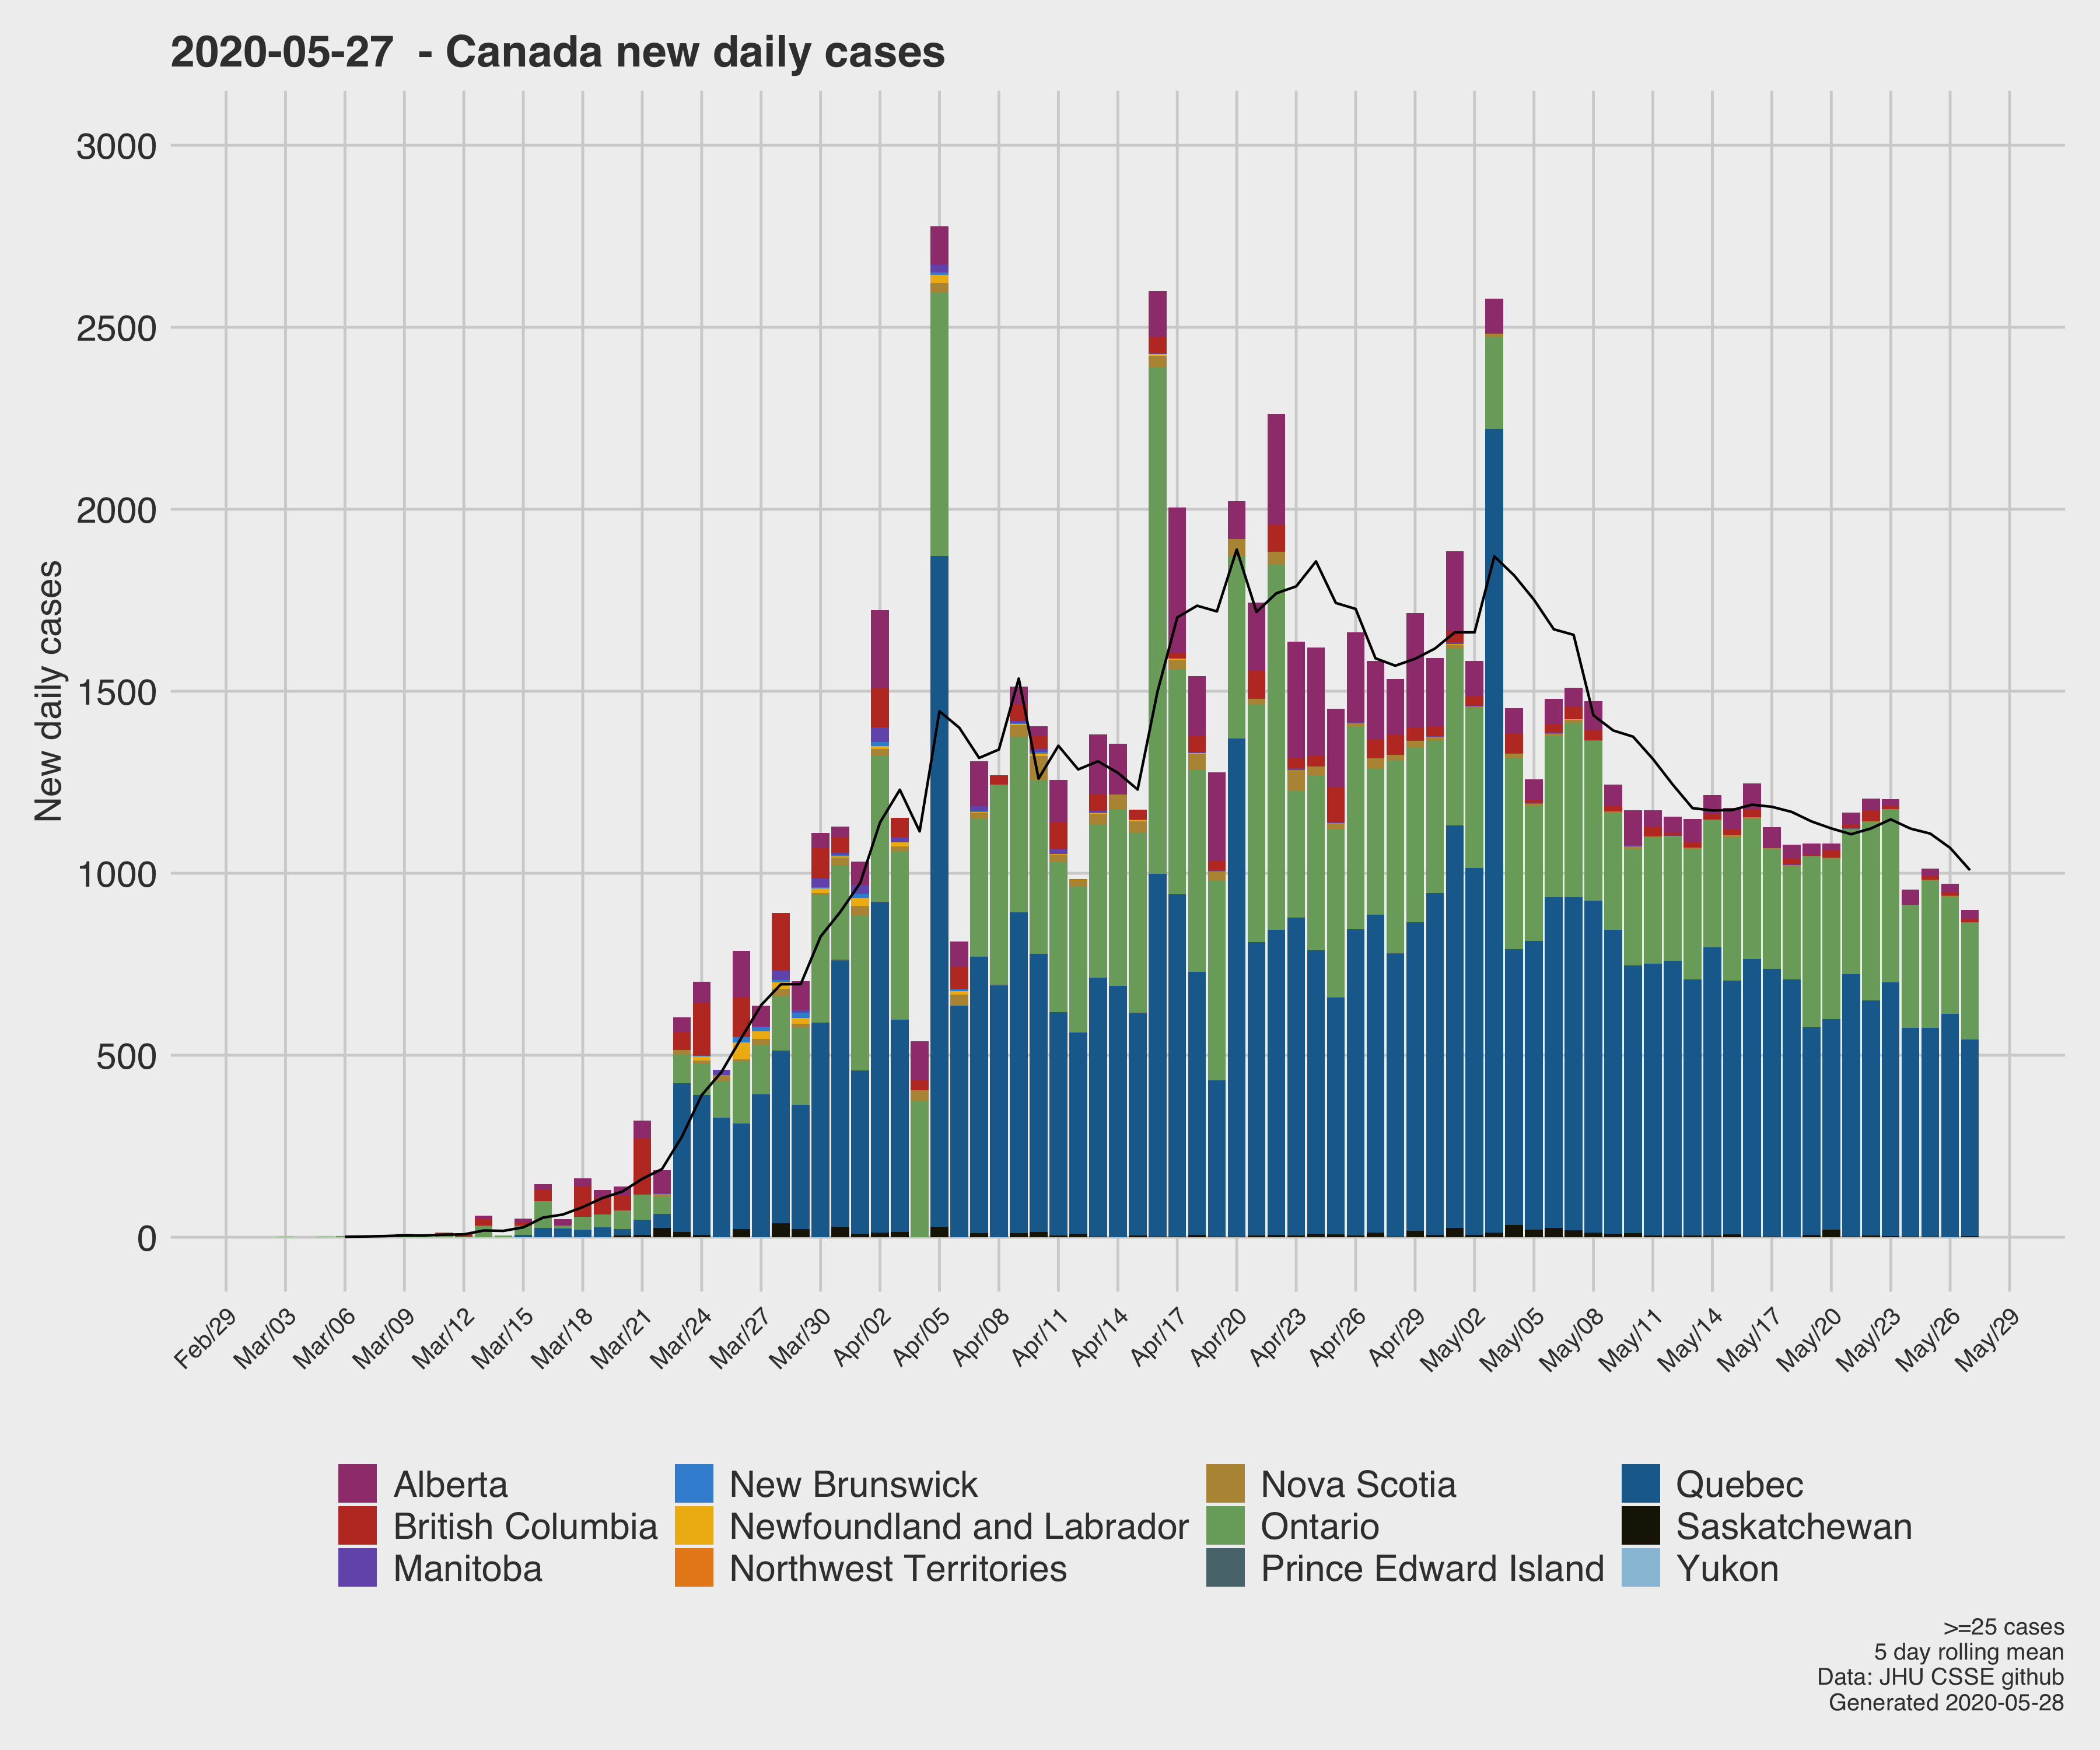 2020-05-27  - Canada new daily cases
New daily cases
3000
2500
2000
1500
1000
500
0
Feb/29 Mar/03 Mar/06 Mar/09 Mar/12 Mar/15 Mar/18 Mar/21 Mar/24 Mar/27 Mar/30 Apr/02 Apr/05 Apr/08 Apr/11 Apr/14 Apr/17 Apr/20 Apr/23 Apr/26 Apr/29 May/02 May/05 May/08 May/11 May/14 May/17 May/20 May/23 May/26 May/29
Alberta New Brunswick Nova Scotia Quebec
British Columbia Newfoundland and Labrador Ontario Saskatchewan
Manitoba Northwest Territories Prince Edward Island Yukon
>=25 cases
5 day rolling mean
Data: JHU CSSE github
Generated 2020-05-28